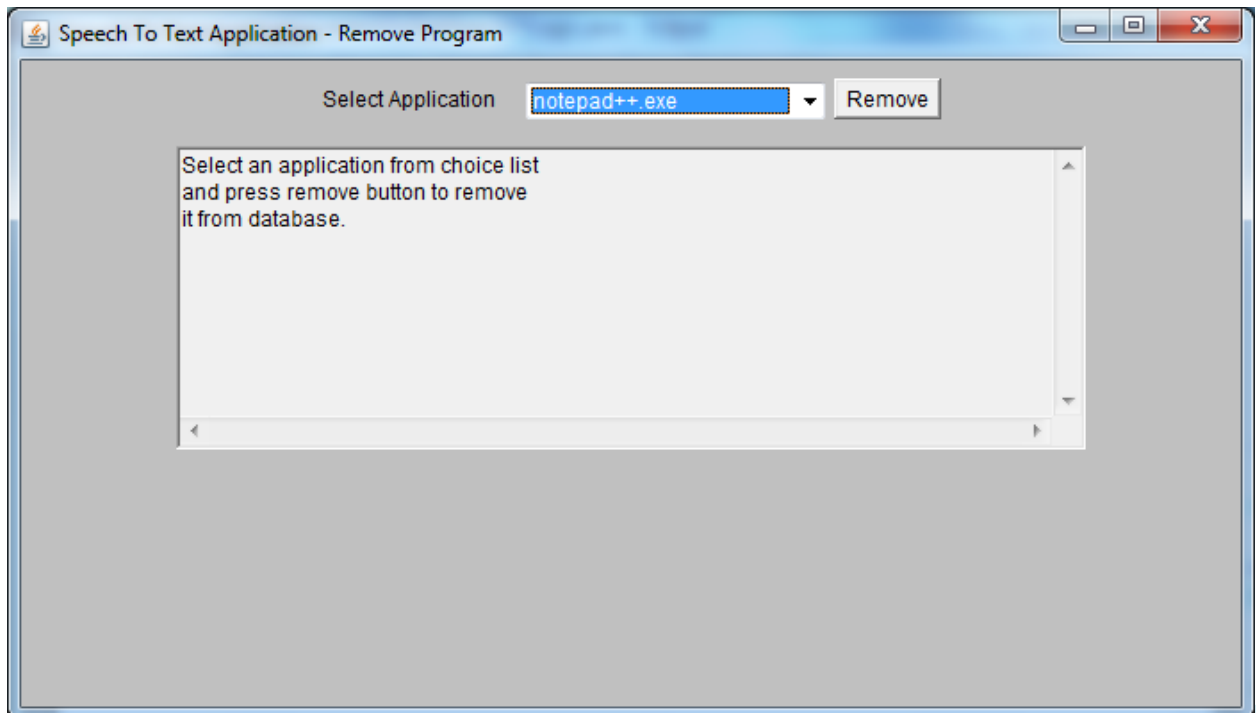 Speech To Text Application - Remove Program
Select Application notepad++.exe Remove
Select an application from choice list
and press remove button to remove
it from database.